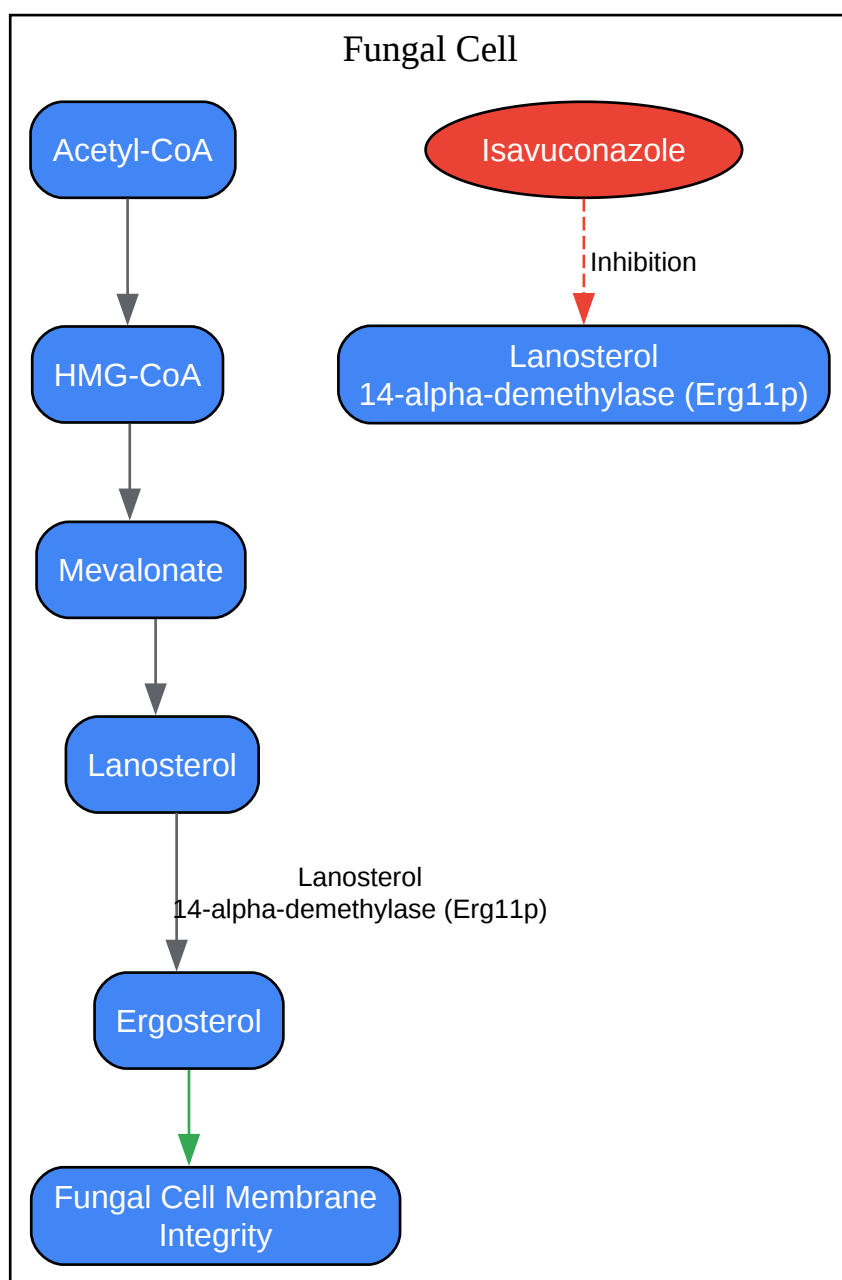 Fungal Cell
Acetyl-CoA
Isavuconazole
Inhibition
HMG-CoA
Lanosterol
14-alpha-demethylase (Erg11p)
Mevalonate
Lanosterol
Lanosterol
14-alpha-demethylase (Erg11p)
Ergosterol
Fungal Cell Membrane
Integrity